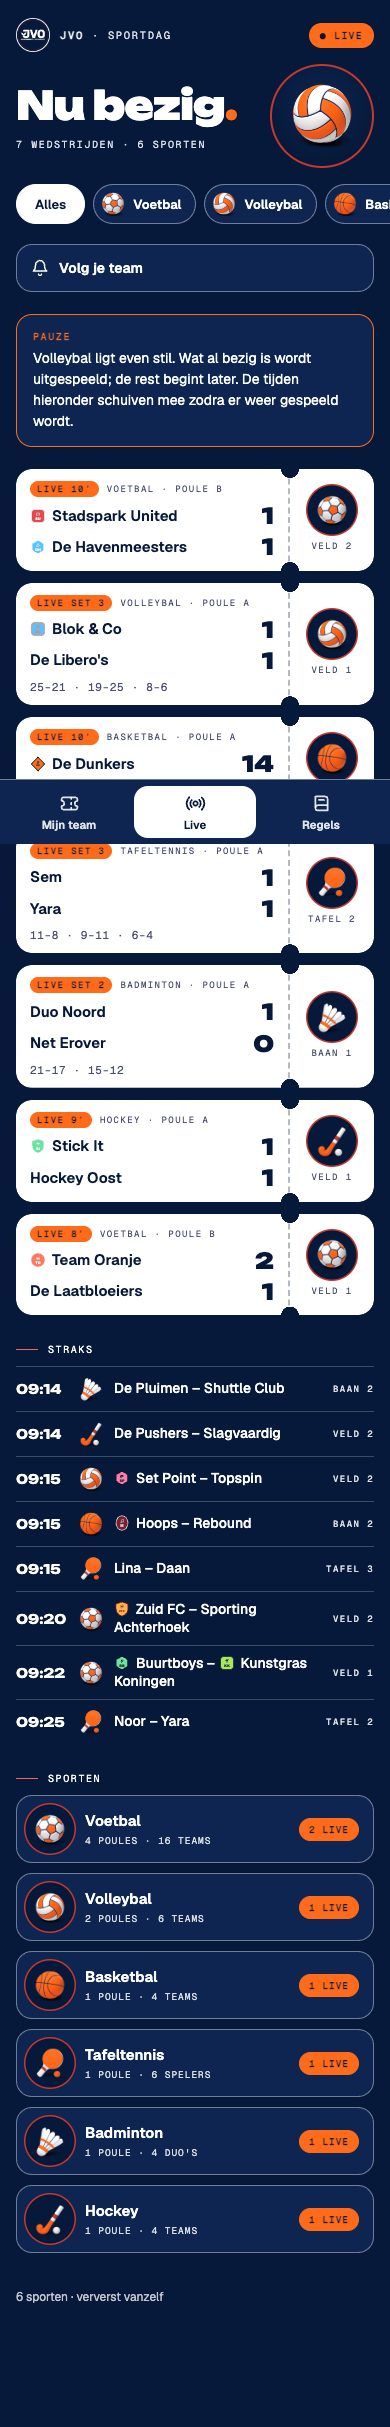 JVO
JVO · SPORTDAG
● LIVE
Nu bezig.
7 WEDSTRIJDEN · 6 SPORTEN
Alles
Voetbal
Volleybal
Volg je team
PAUZE
Volleybal ligt even stil. Wat al bezig is wordt
uitgespeeld; de rest begint later. De tijden
hieronder schuiven mee zodra er weer gespeeld
wordt.
LIVE 10' VOETBAL · POULE B
Stadspark United 1
De Havenmeesters 1
VELD 2
LIVE SET 3 VOLLEYBAL · POULE A
Blok & Co 1
De Libero's 1
25–21 · 19–25 · 8–6
VELD 1
LIVE 10' BASKETBAL · POULE A
De Dunkers 14
Mijn team
Live
Regels
LIVE SET 3 TAFELTENNIS · POULE A
Sem 1
Yara 1
11–8 · 9–11 · 6–4
TAFEL 2
LIVE SET 2 BADMINTON · POULE A
Duo Noord 1
Net Erover 0
21–17 · 15–12
BAAN 1
LIVE 9' HOCKEY · POULE A
Stick It 1
Hockey Oost 1
VELD 1
LIVE 8' VOETBAL · POULE B
Team Oranje 2
De Laatbloeiers 1
VELD 1
STRAKS
09:14 De Pluimen – Shuttle Club BAAN 2
09:14 De Pushers – Slagvaardig VELD 2
09:15 Set Point – Topspin VELD 2
09:15 Hoops – Rebound BAAN 2
09:15 Lina – Daan TAFEL 3
09:20 Zuid FC – Sporting
Achterhoek VELD 2
09:22 Buurtboys – Kunstgras
Koningen VELD 1
09:25 Noor – Yara TAFEL 2
SPORTEN
Voetbal
4 POULES · 16 TEAMS
2 LIVE
Volleybal
2 POULES · 6 TEAMS
1 LIVE
Basketbal
1 POULE · 4 TEAMS
1 LIVE
Tafeltennis
1 POULE · 6 SPELERS
1 LIVE
Badminton
1 POULE · 4 DUO'S
1 LIVE
Hockey
1 POULE · 4 TEAMS
1 LIVE
6 sporten · ververst vanzelf